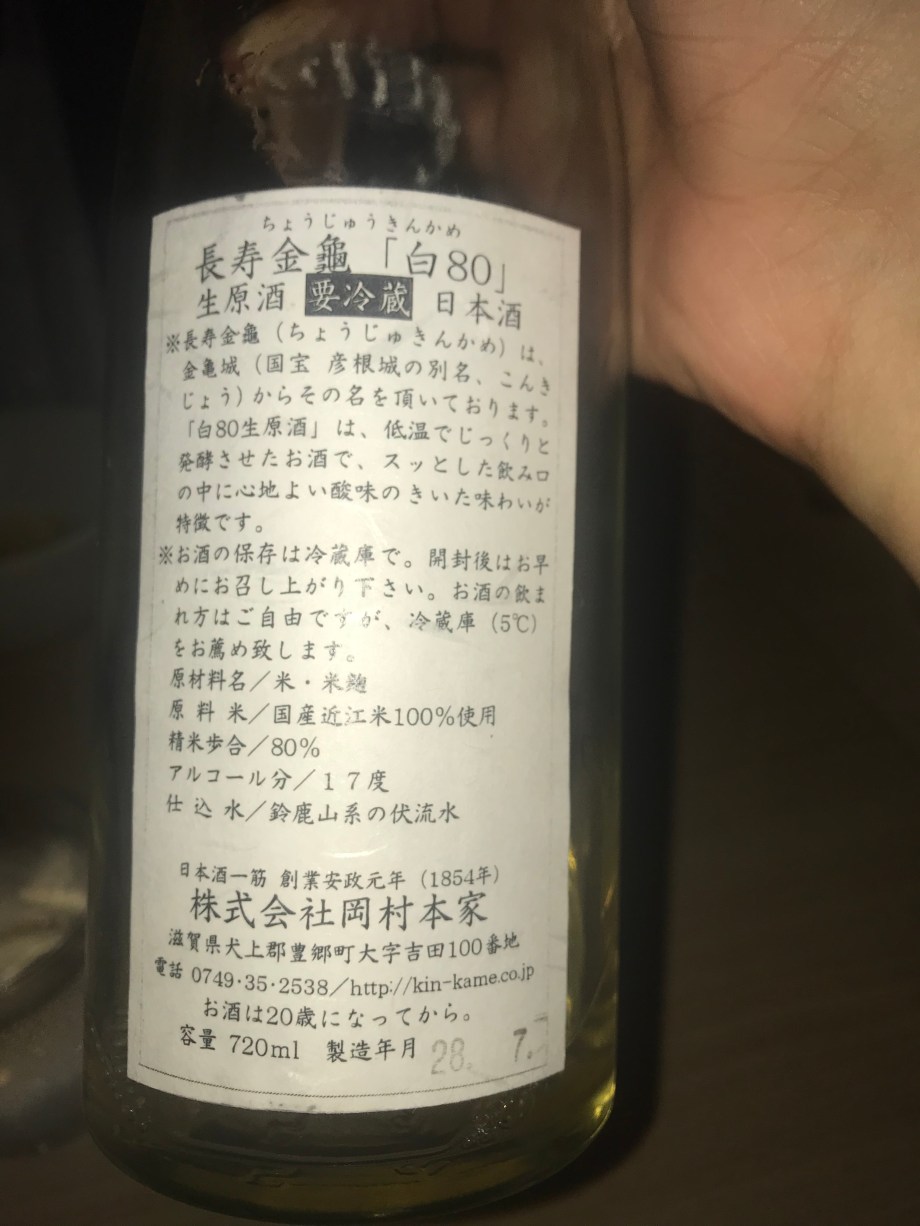 ちょうじゅうきんかめ
長寿金龜「白80」
生原酒 要冷蔵 日本酒
※長寿金龜(ちょうじゅきんかめ)は、
金亀城(国宝 彦根城の別名、こんき
じょう)からその名を頂いております。
「白80生原酒」は、低温でじっくりと
発酵させたお酒で、スッとした飲み口
の中に心地よい酸味のきいた味わいが
特徴です。
※お酒の保存は冷蔵庫で。開封後はお早
めにお召し上がり下さい。お酒の飲ま
れ方はご自由ですが、冷蔵庫(5℃)
をお薦め致します。
原材料名/米・米麹
原料米/国産近江米100%使用
精米歩合/80%
アルコール分/17度
仕込水/鈴鹿山系の伏流水
日本酒一筋 創業安政元年(1854年)
株式会社岡村本家
滋賀県犬上郡豊郷町大字吉田100番地
電話 0749・35・2538/http://kin-kame.co.jp
お酒は20歳になってから。
容量 720ml 製造年月 28. 7.